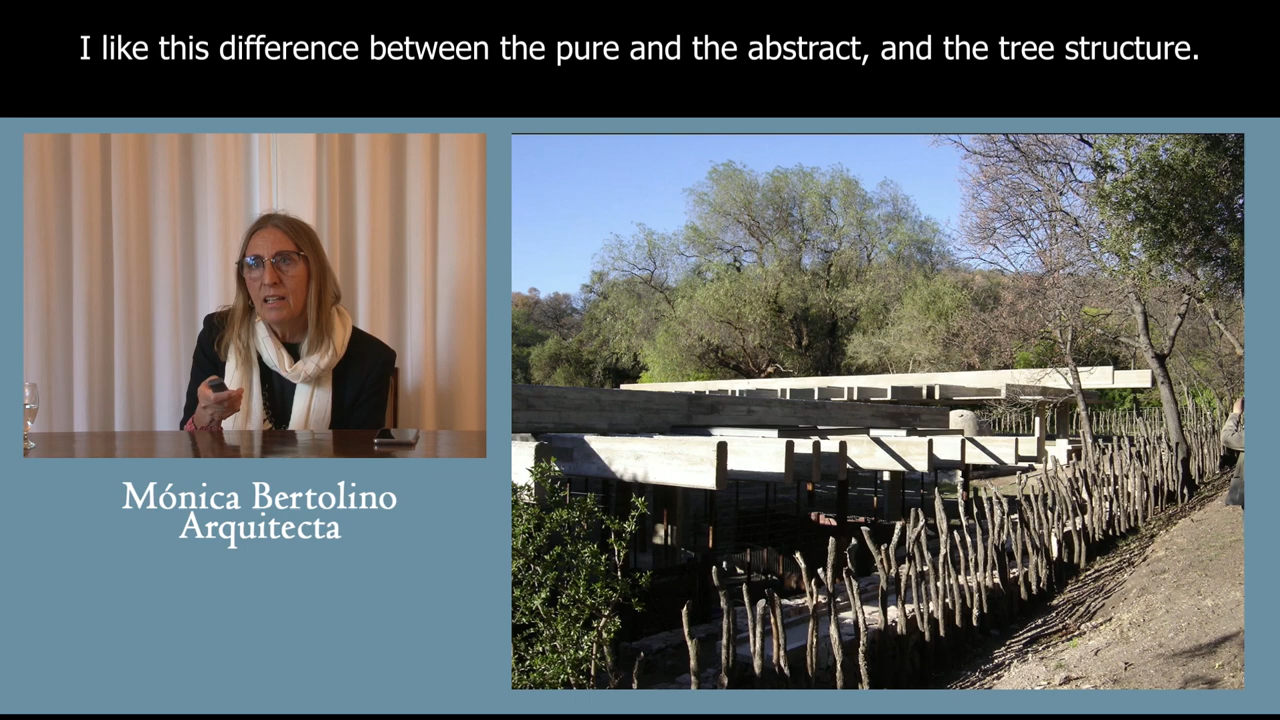 I like this difference between the pure and the abstract, and the tree structure.
Mónica Bertolino
Arquitecta